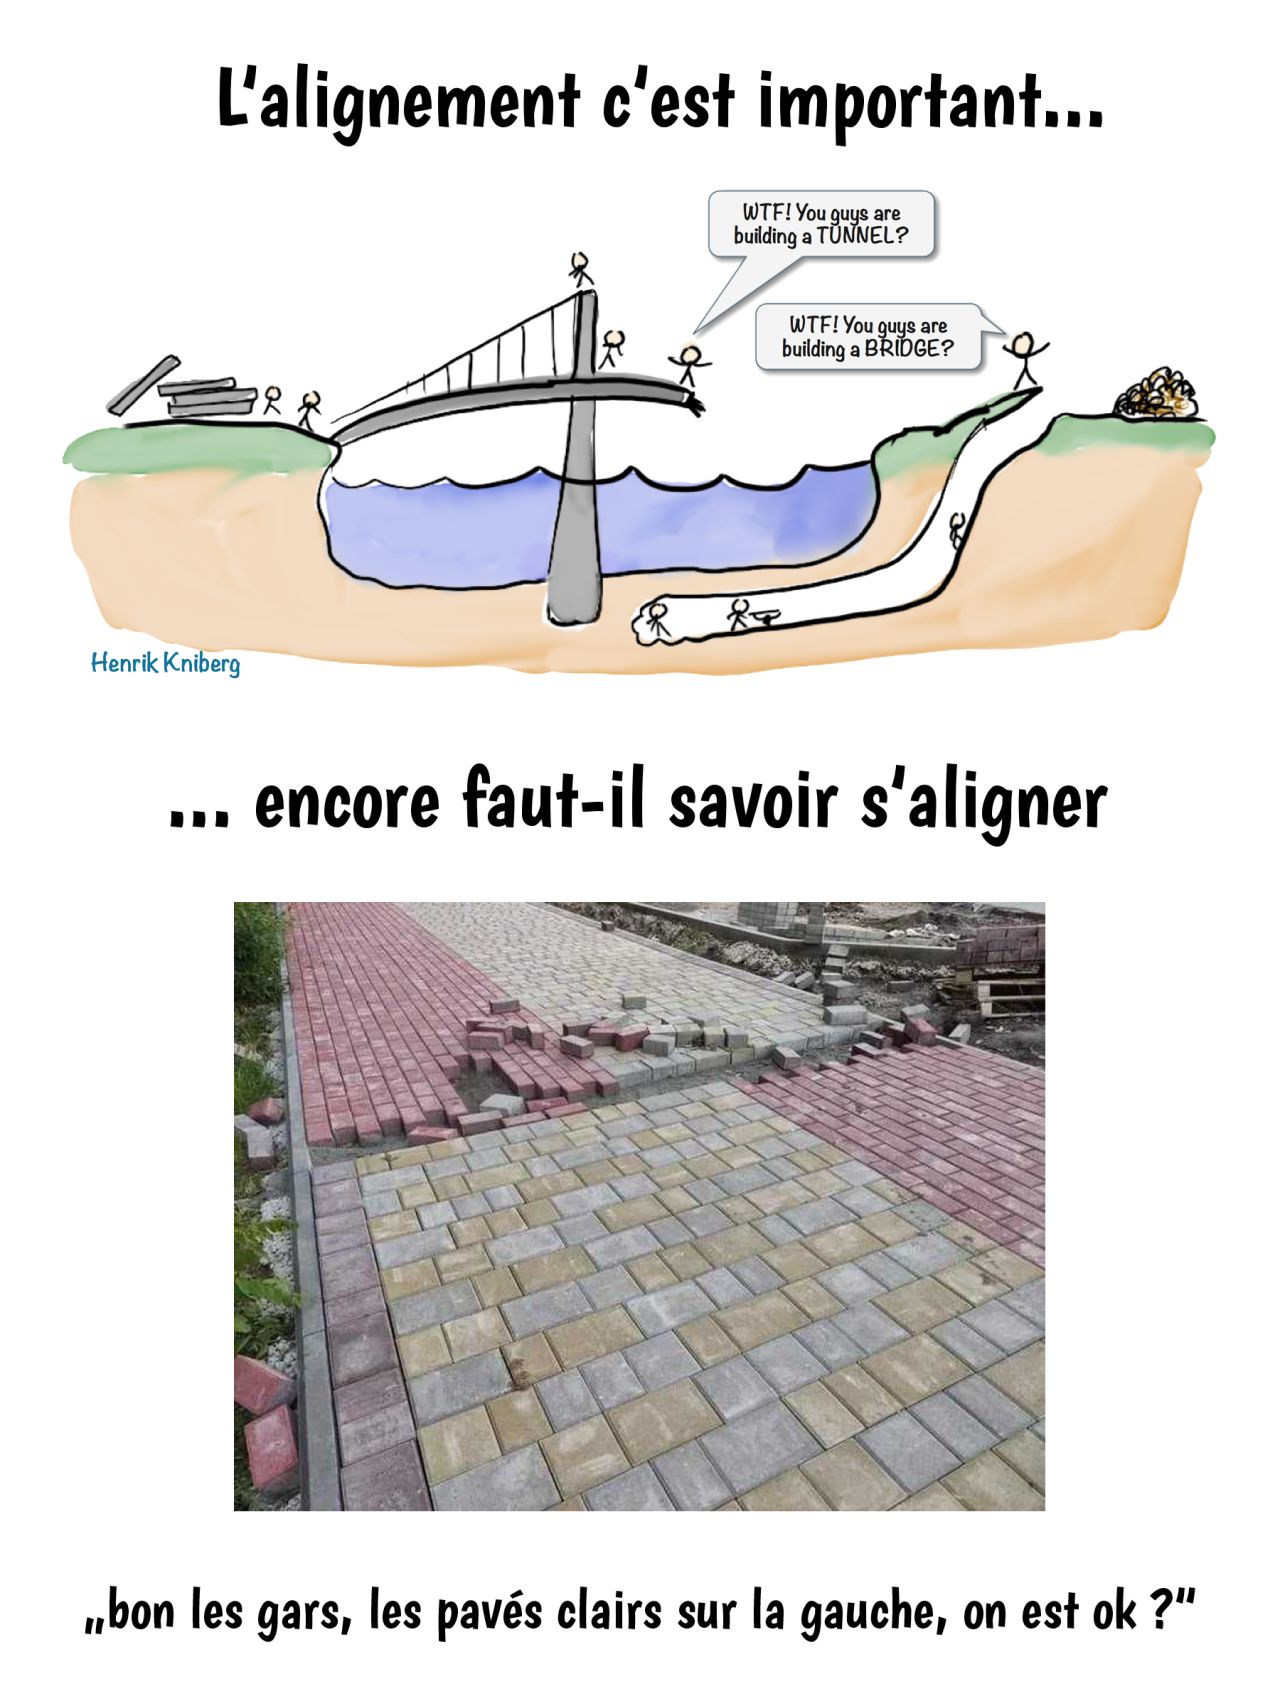 L'alignement c'est important...
WTF! You guys are
building a TUNNEL?
WTF! You guys are
building a BRIDGE?
Henrik Kniberg
... encore faut-il savoir s'aligner
„bon les gars, les pavés clairs sur la gauche, on est ok ?“